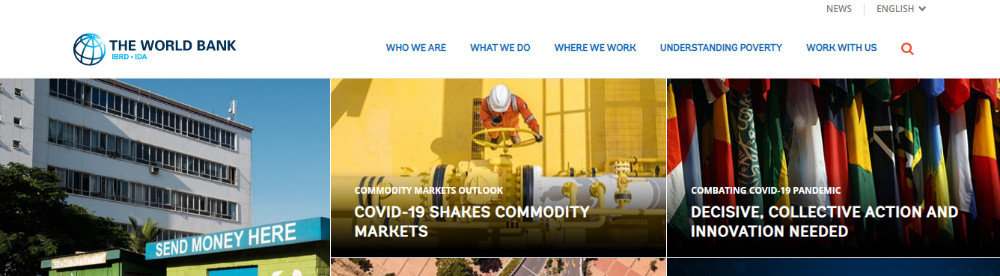 NEWS
ENGLISH
THE WORLD BANK
IBRD • IDA
WHO WE ARE
WHAT WE DO
WHERE WE WORK
UNDERSTANDING POVERTY
WORK WITH US
SEND MONEY HERE
SEND MONEY HERE
COMMODITY MARKETS OUTLOOK
COVID-19 SHAKES COMMODITY
MARKETS
COMBATING COVID-19 PANDEMIC
DECISIVE, COLLECTIVE ACTION AND
INNOVATION NEEDED